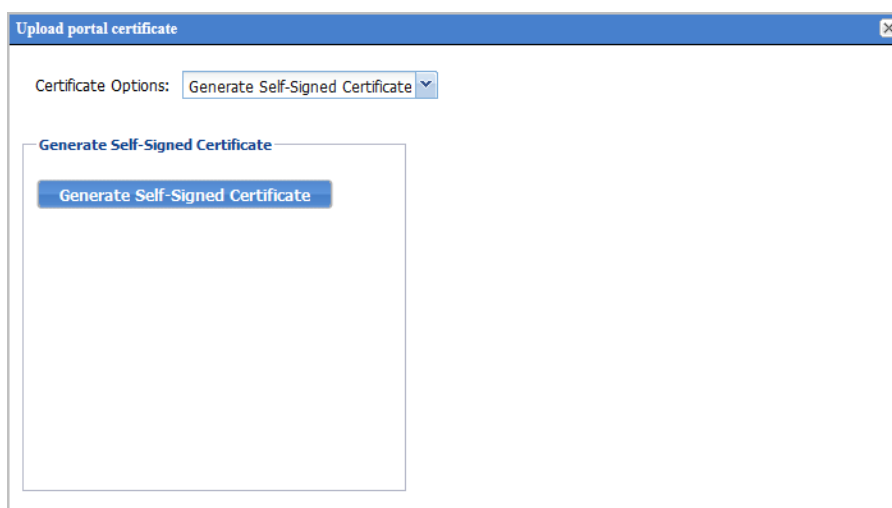 Upload portal certificate
Certificate Options: Generate Self-Signed Certificate
Generate Self-Signed Certificate
Generate Self-Signed Certificate